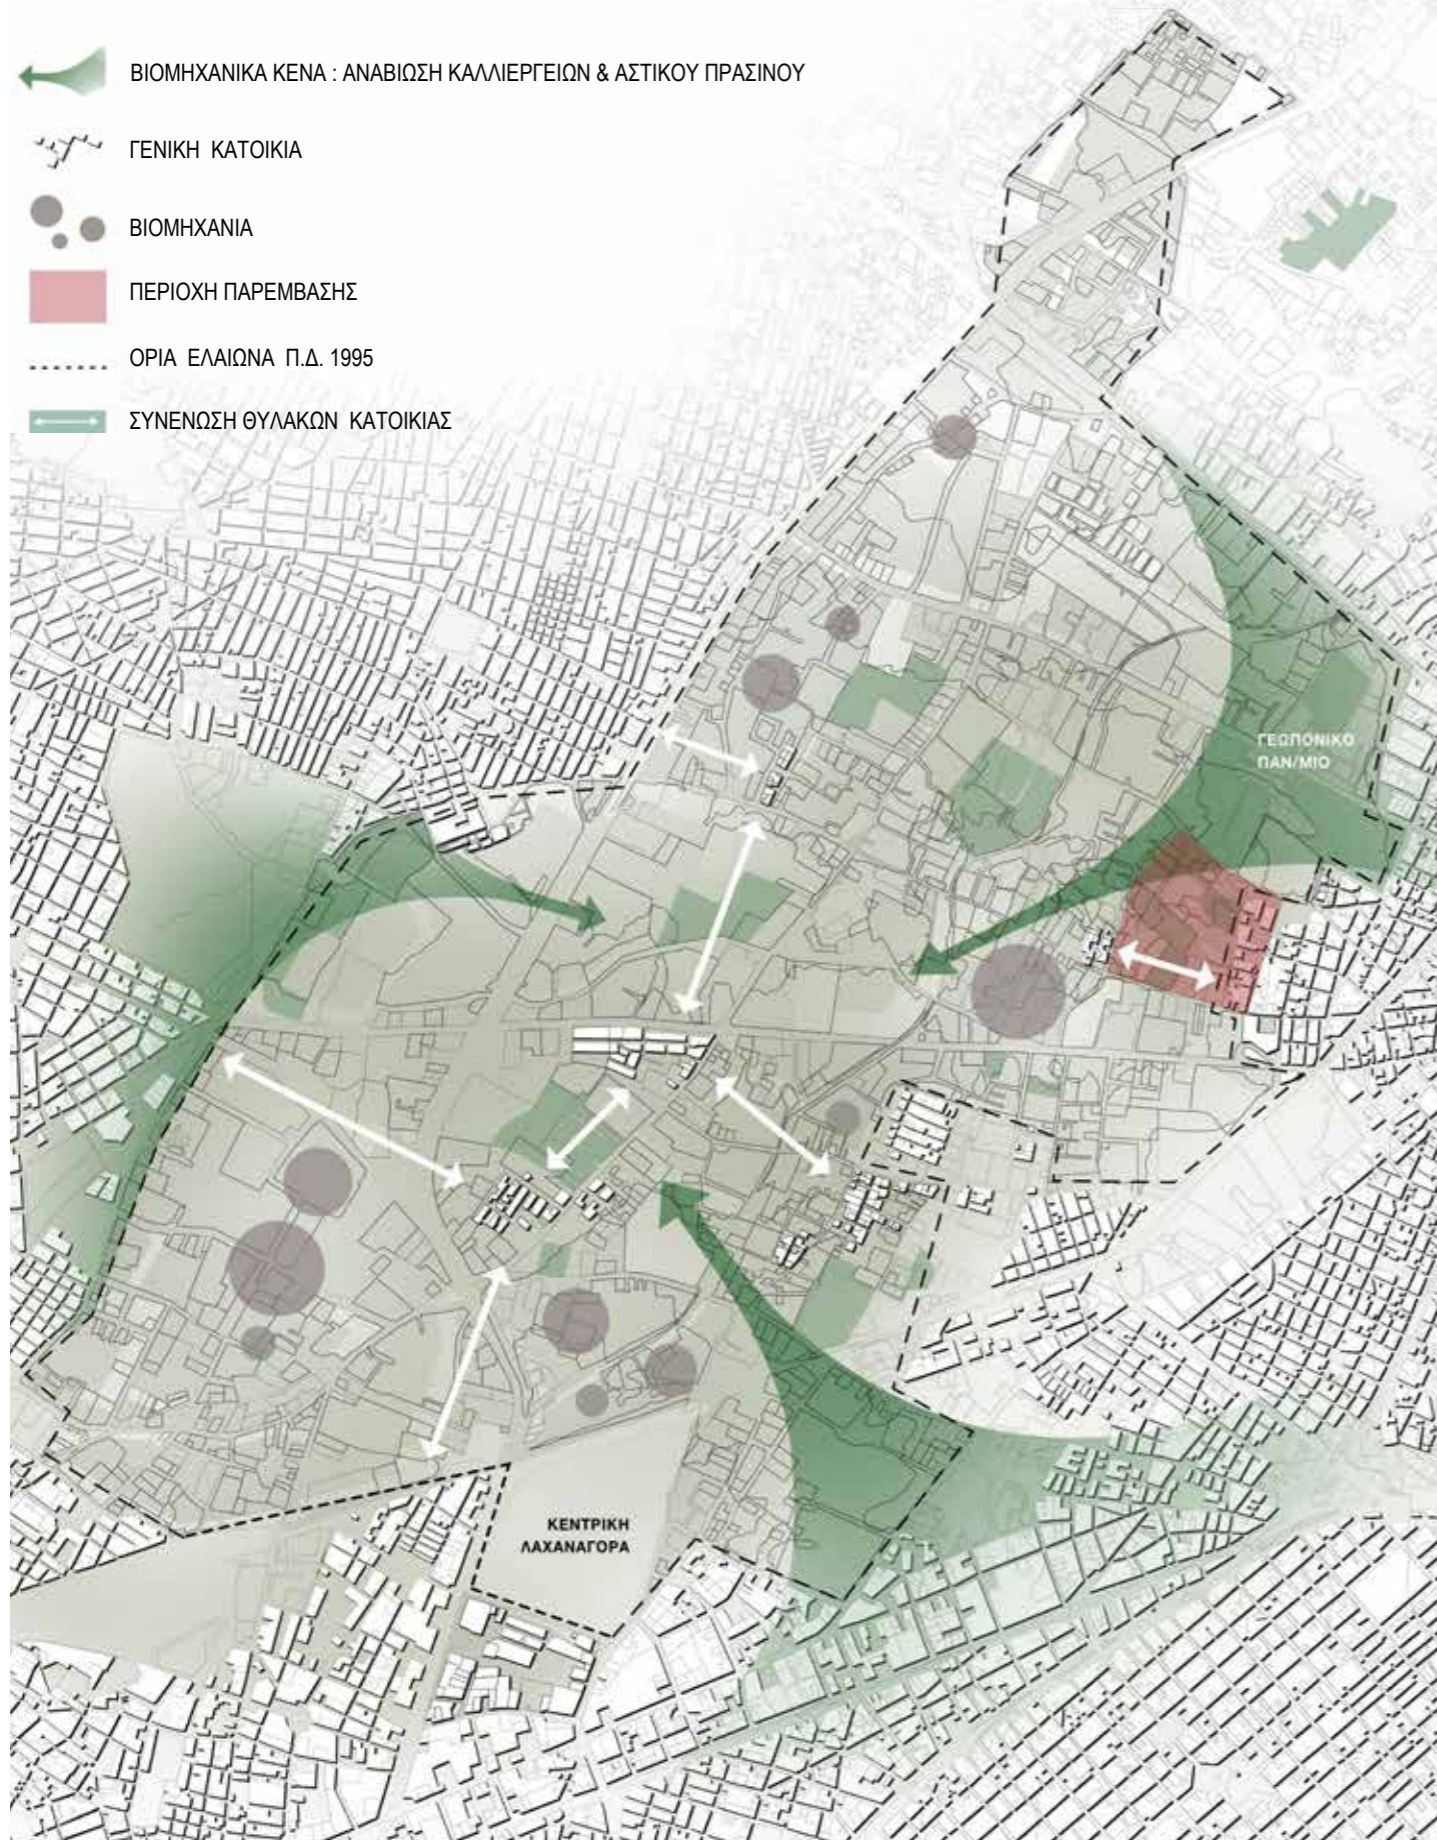 ΒΙΟΜΗΧΑΝΙΚΑ ΚΕΝΑ : ΑΝΑΒΙΩΣΗ ΚΑΛΛΙΕΡΓΕΙΩΝ & ΑΣΤΙΚΟΥ ΠΡΑΣΙΝΟΥ
ΓΕΝΙΚΗ ΚΑΤΟΙΚΙΑ
ΒΙΟΜΗΧΑΝΙΑ
ΠΕΡΙΟΧΗ ΠΑΡΕΜΒΑΣΗΣ
ΟΡΙΑ ΕΛΑΙΩΝΑ Π.Δ. 1995
ΣΥΝΕΝΩΣΗ ΘΥΛΑΚΩΝ ΚΑΤΟΙΚΙΑΣ
ΓΕΩΠΟΝΙΚΟ
ΠΑΝ/ΜΙΟ
ΚΕΝΤΡΙΚΗ
ΛΑΧΑΝΑΓΟΡΑ